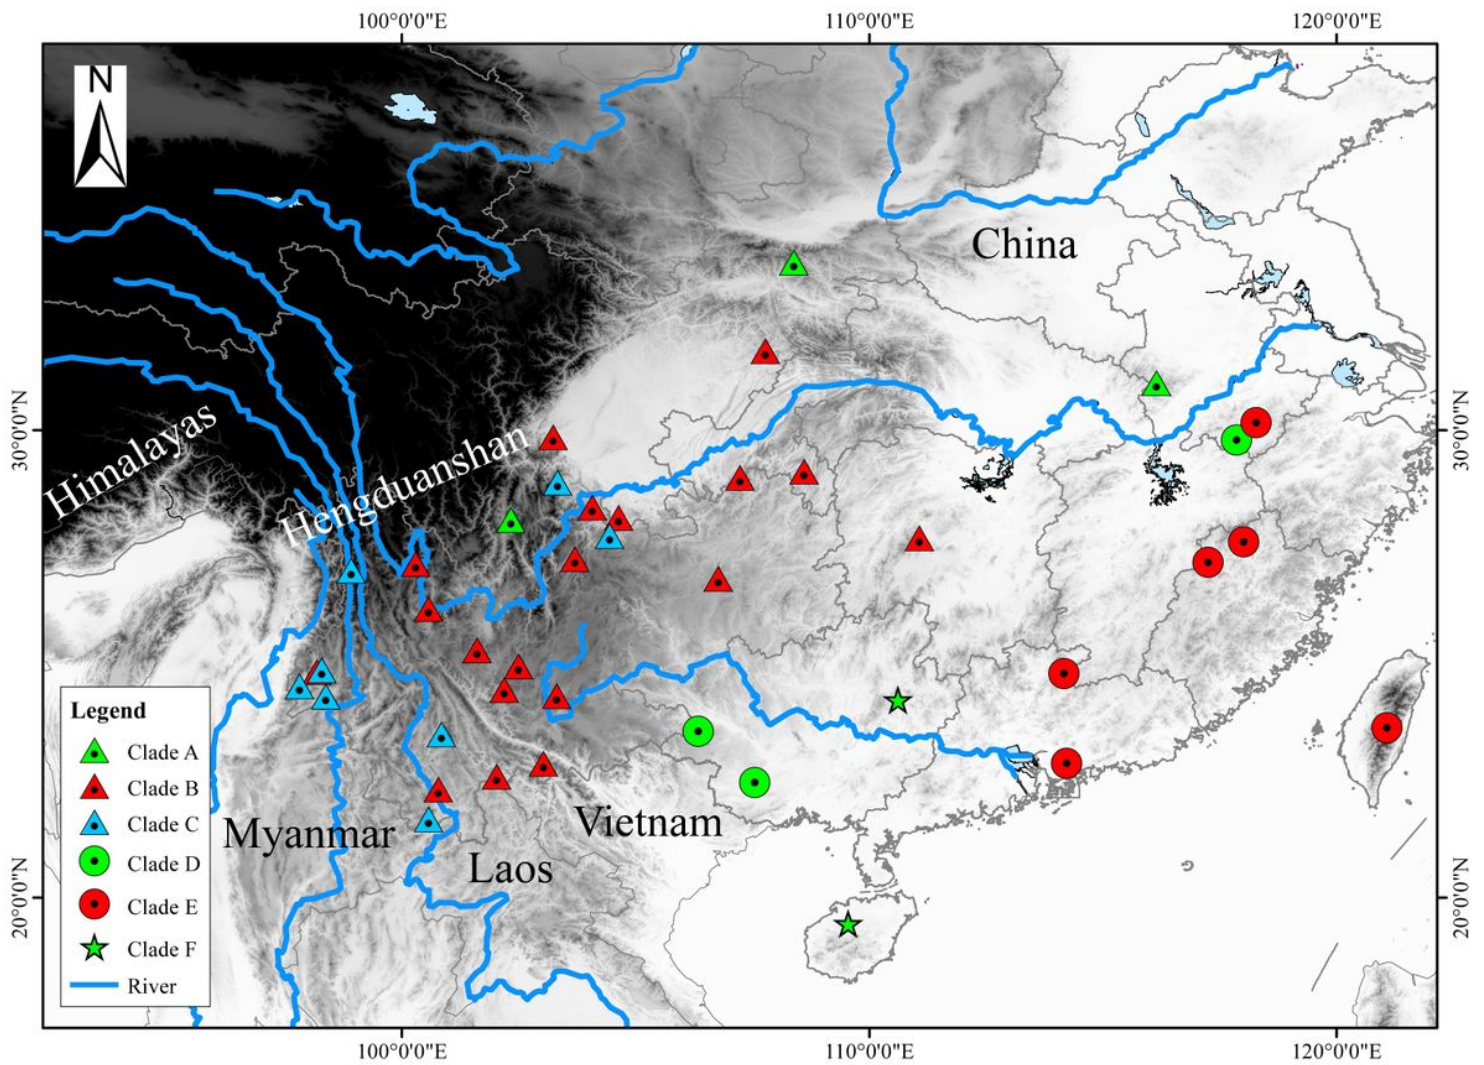 100°0'0"E 110°0'0"E 120°0'0"E
N
China
30°0'0"N 30°0'0"N
Himalayas
Hengduanshan
Legend
Clade A
Clade B
Clade C
Clade D
Clade E
Clade F
River
Myanmar
Vietnam
Laos
20°0'0"N 20°0'0"N
100°0'0"E 110°0'0"E 120°0'0"E